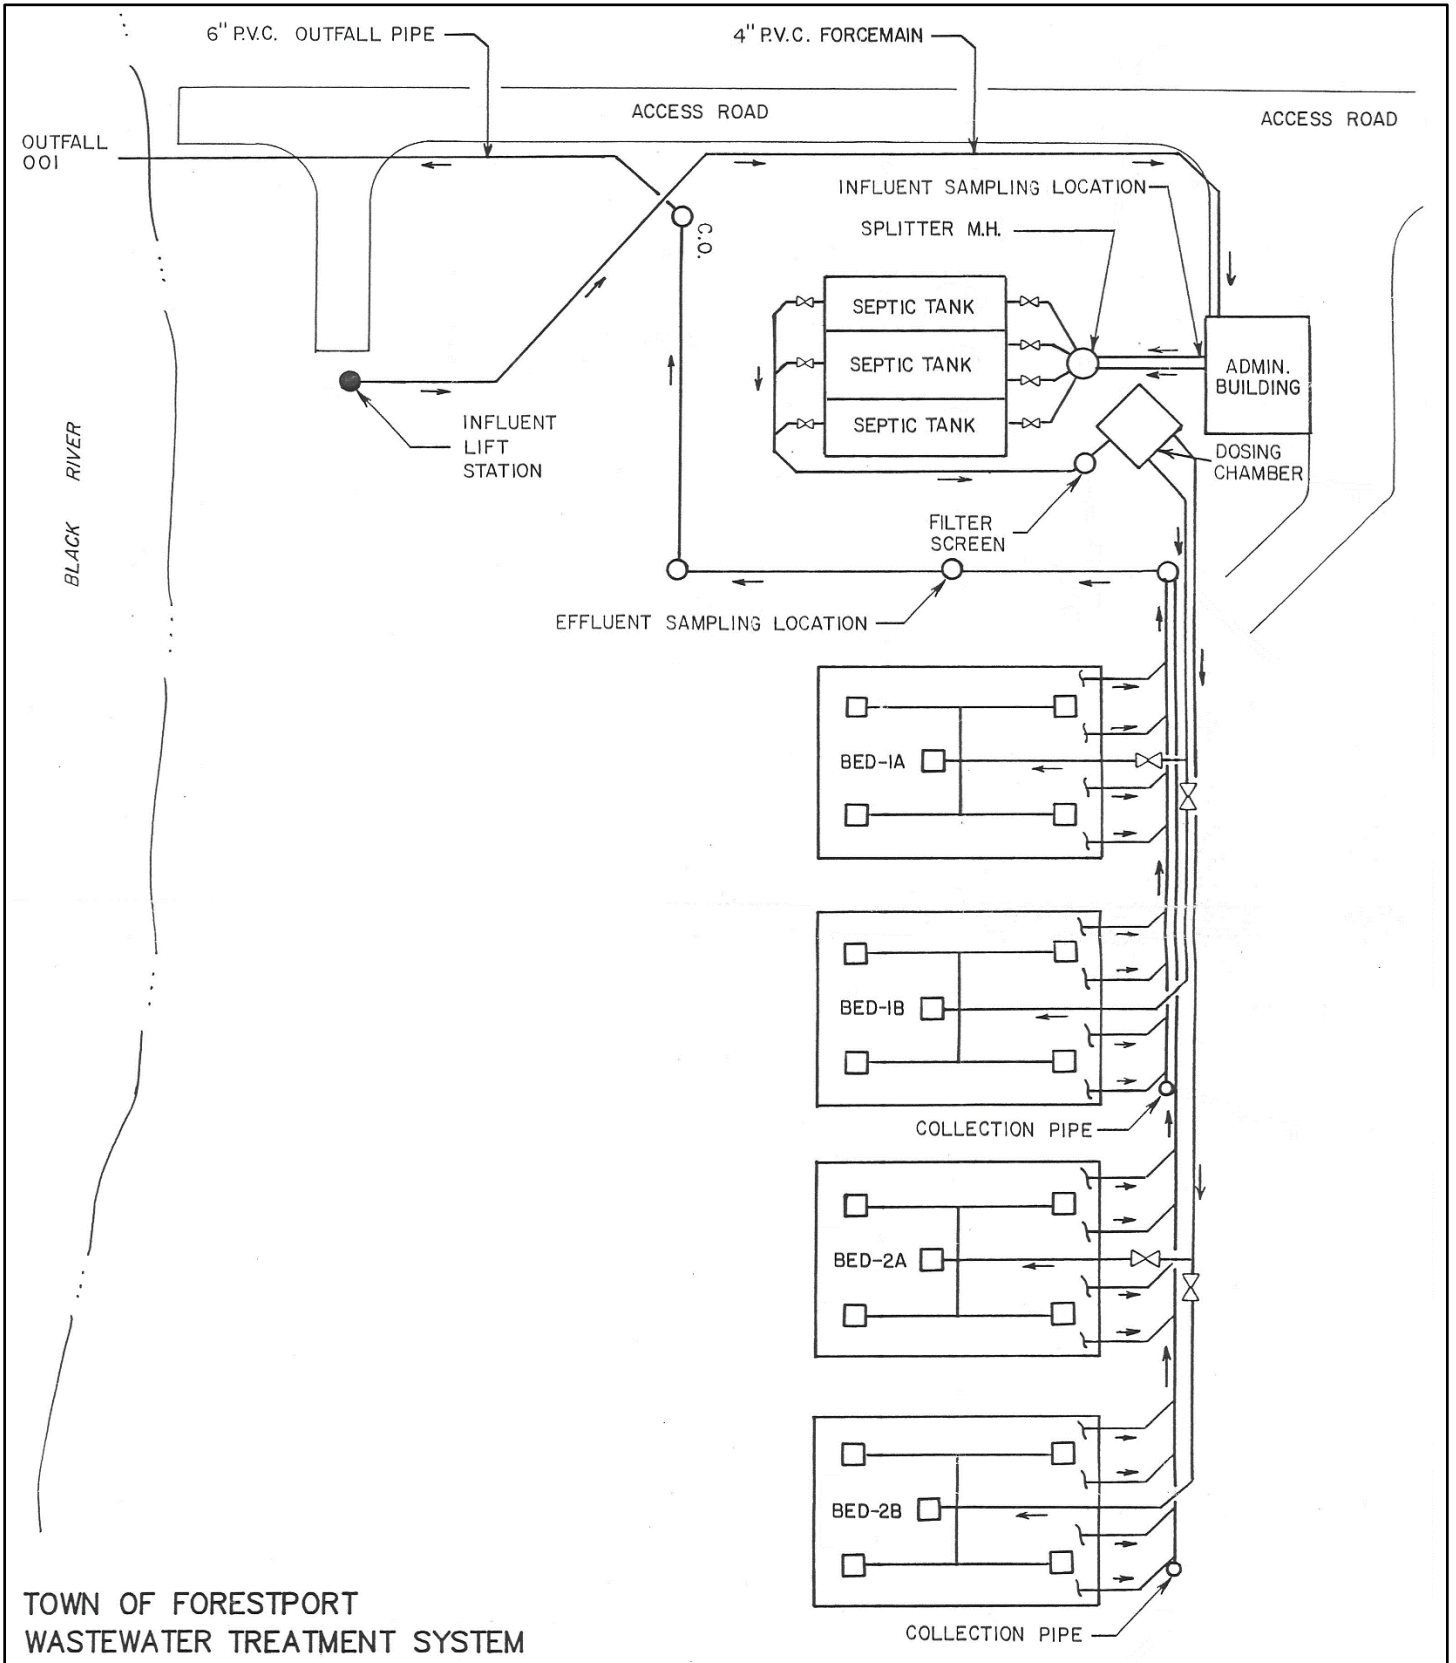 6" P.V.C. OUTFALL PIPE
4" P.V.C. FORCEMAIN
ACCESS ROAD
ACCESS ROAD
OUTFALL
001
INFLUENT SAMPLING LOCATION
SPLITTER M.H.
C.O.
SEPTIC TANK
SEPTIC TANK
SEPTIC TANK
ADMIN.
BUILDING
INFLUENT
LIFT
STATION
DOSING
CHAMBER
FILTER
SCREEN
BLACK RIVER
EFFLUENT SAMPLING LOCATION
BED-1A
BED-1B
COLLECTION PIPE
BED-2A
BED-2B
COLLECTION PIPE
TOWN OF FORESTPORT
WASTEWATER TREATMENT SYSTEM